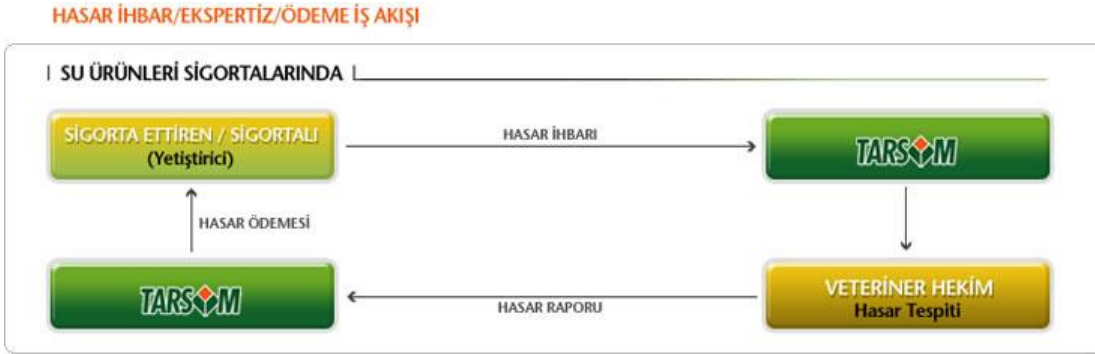 HASAR İHBAR/EKSPERTİZ/ÖDEME İŞ AKIŞI
SU ÜRÜNLERİ SİGORTALARINDA
SİGORTA ETTİREN / SİGORTALI
(Yetiştirici)
HASAR İHBARI
TARSİM
HASAR ÖDEMESİ
TARSİM
HASAR RAPORU
VETERİNER HEKİM
Hasar Tespiti